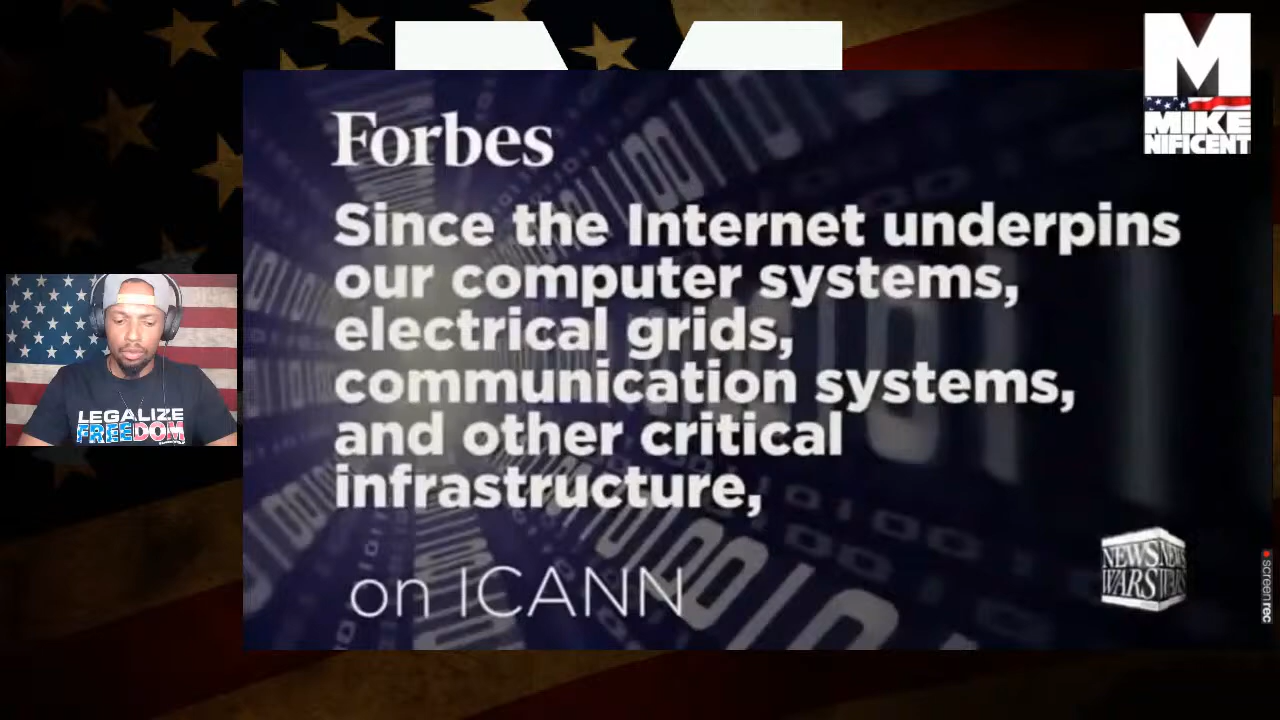 M
MIKE
NIFICENT
Forbes
Since the Internet underpins
our computer systems,
electrical grids,
communication systems,
and other critical
infrastructure,
on ICANN
LEGALIZE
FREEDOM
NEWS
WARS
screenrec